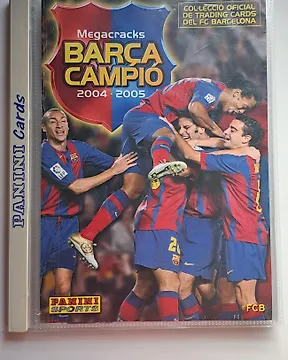 COL·LECCIÓ OFICIAL
DE TRADING CARDS
DEL FC BARCELONA
Megacracks
BARÇA
CAMPIÓ
2004 - 2005
PANINI Cards
20
PANINI
SPORTS
FCB